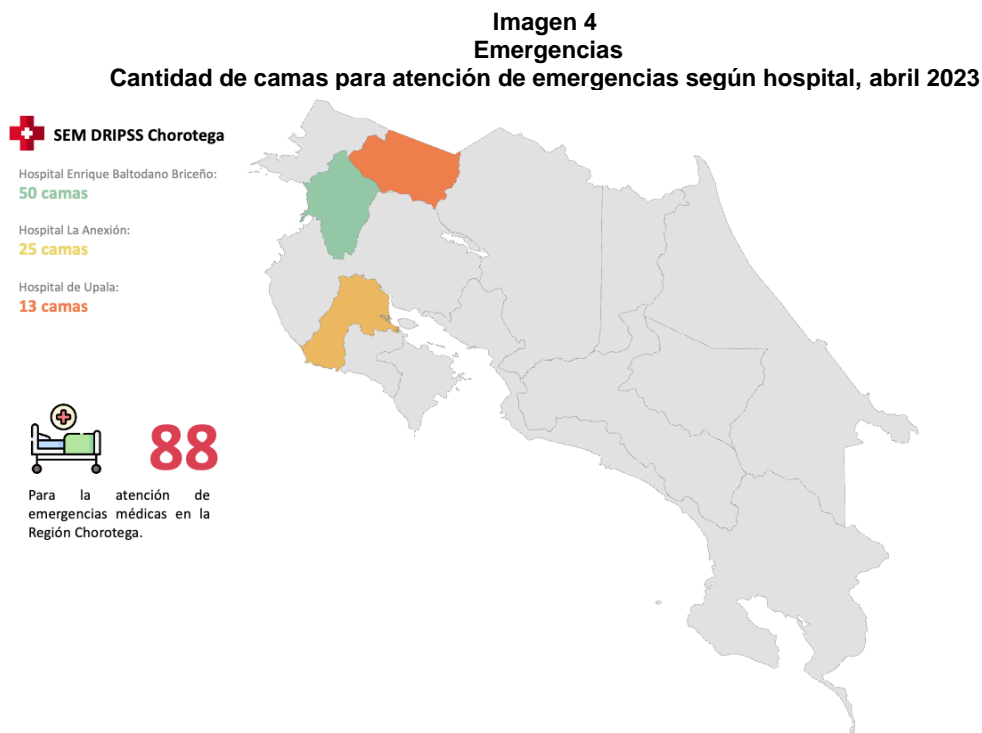 Imagen 4
Emergencias
Cantidad de camas para atención de emergencias según hospital, abril 2023
SEM DRIPSS Chorotega
Hospital Enrique Baltodano Briceño:
50 camas
Hospital La Anexión:
25 camas
Hospital de Upala:
13 camas
88
Para la atención de
emergencias médicas en la
Región Chorotega.